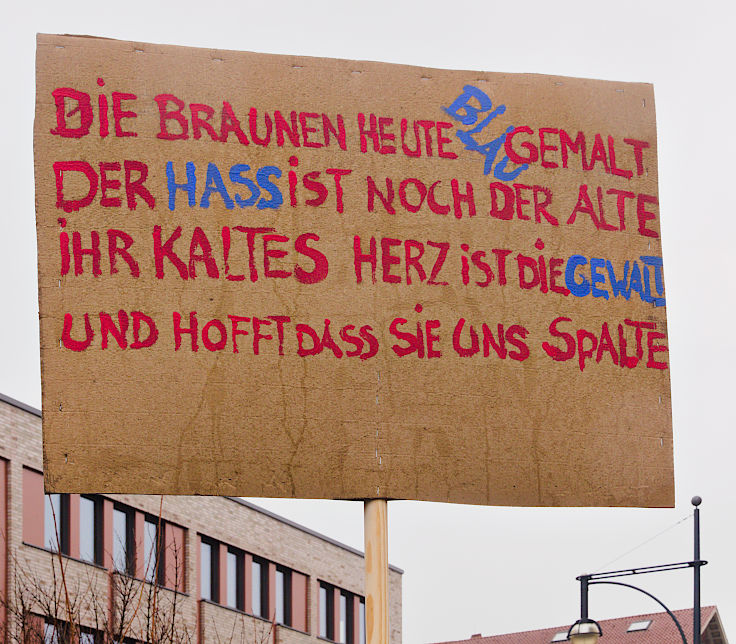 DiE BRAUNEN HEUTE BLAU GEMALT
DER HASS iST NOCH DER ALTE
iHR KALTES HERZ iST DiE GEWALT
UND HOFFT DASS SiE UNS SPALTE